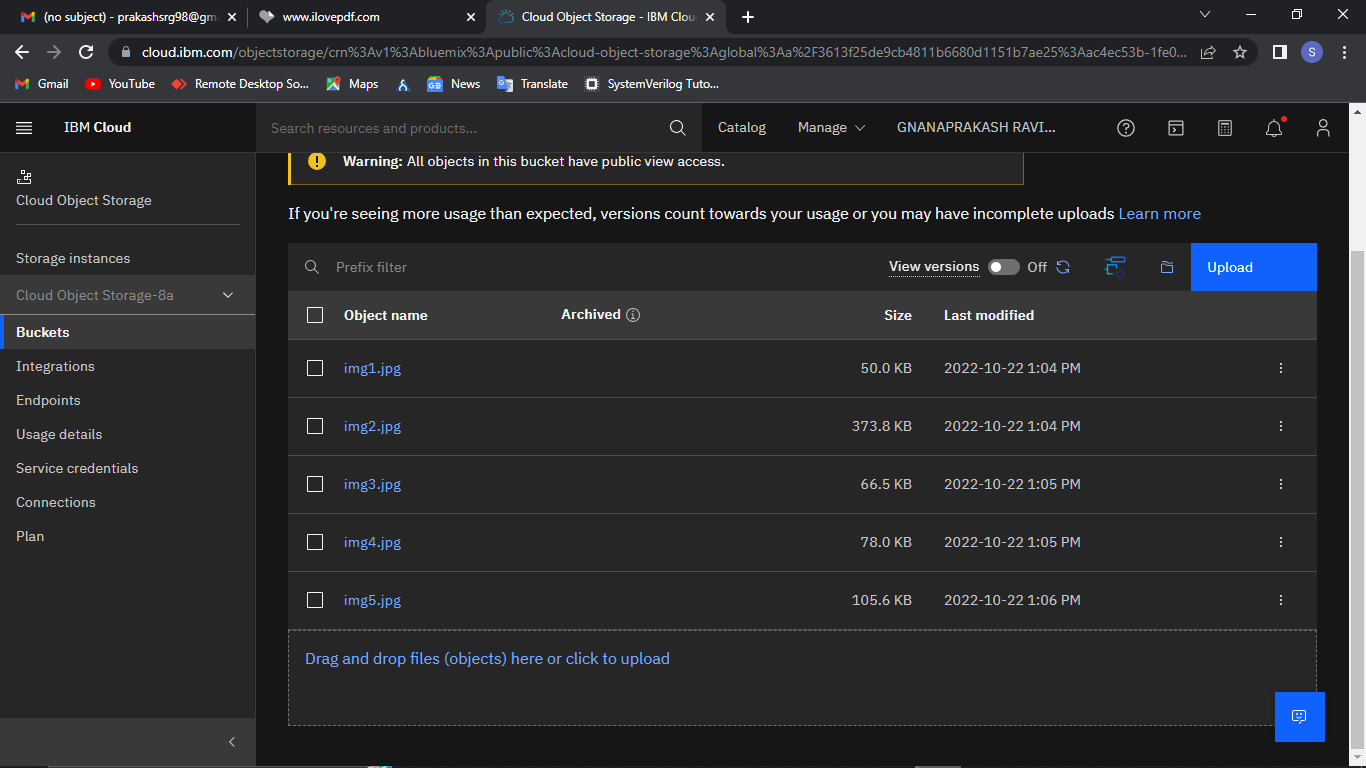 (no subject) - prakashsrg98@gm
www.ilovepdf.com
Cloud Object Storage - IBM Clou
cloud.ibm.com/objectstorage/crn%3Av1%3Abluemix%3Apublic%3Acloud-object-storage%3Aglobal%3Aa%2F3613f25de9cb4811b6680d1151b7ae25%3Aac4ec53b-1fe0...
S
Gmail
YouTube
Remote Desktop So...
Maps
News
Translate
SystemVerilog Tuto...
IBM Cloud
Search resources and products...
Catalog
Manage
GNANAPRAKASH RAVI...
Warning: All objects in this bucket have public view access.
Cloud Object Storage
If you're seeing more usage than expected, versions count towards your usage or you may have incomplete uploads Learn more
Storage instances
Cloud Object Storage-8a
Buckets
Integrations
Endpoints
Usage details
Service credentials
Connections
Plan
Prefix filter
View versions Off
Upload
Object name Archived Size Last modified
img1.jpg 50.0 KB 2022-10-22 1:04 PM
img2.jpg 373.8 KB 2022-10-22 1:04 PM
img3.jpg 66.5 KB 2022-10-22 1:05 PM
img4.jpg 78.0 KB 2022-10-22 1:05 PM
img5.jpg 105.6 KB 2022-10-22 1:06 PM
Drag and drop files (objects) here or click to upload